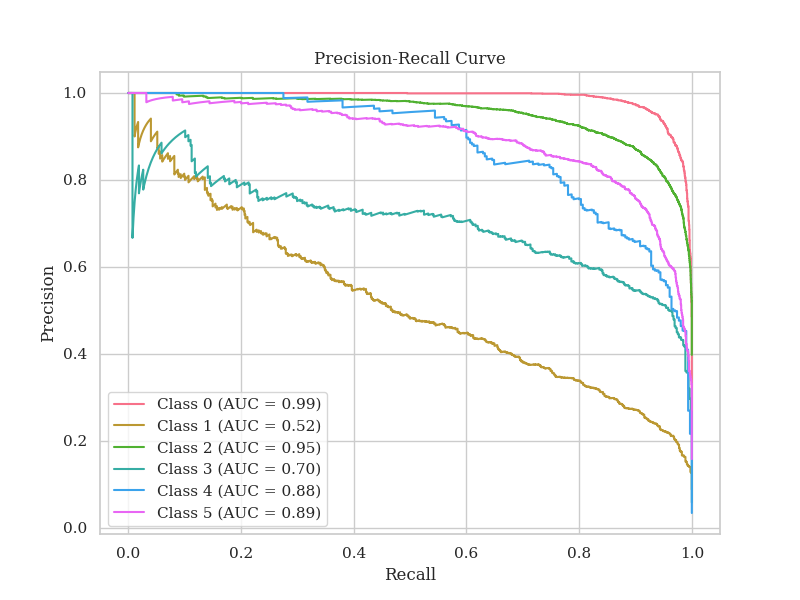 Precision-Recall Curve
Precision
1.0
0.8
0.6
0.4
0.2
0.0
Class 0 (AUC = 0.99)
Class 1 (AUC = 0.52)
Class 2 (AUC = 0.95)
Class 3 (AUC = 0.70)
Class 4 (AUC = 0.88)
Class 5 (AUC = 0.89)
0.0 0.2 0.4 0.6 0.8 1.0
Recall